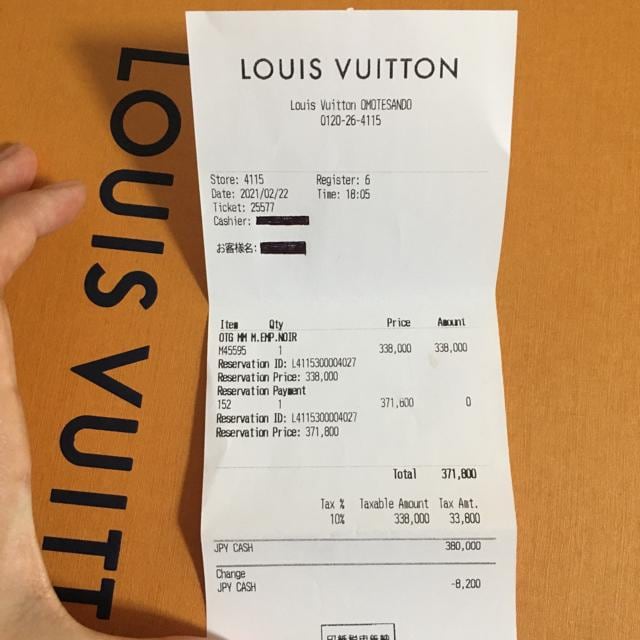 LOUIS VUITT
LOUIS VUITTON
Louis Vuitton OMOTESANDO
0120-26-4115
Store: 4115 Register: 6
Date: 2021/02/22 Time: 18:05
Ticket: 25577
Cashier:
お客様名:
Item Qty Price Amount
OTG MM M.EMP.NOIR
M45595 1 338,000 338,000
Reservation ID: L4115300004027
Reservation Price: 338,000
Reservation Payment
152 1 371,800 0
Reservation ID: L4115300004027
Reservation Price: 371,800
Total 371,800
Tax % Taxable Amount Tax Amt.
10% 338,000 33,800
JPY CASH 380,000
Change
JPY CASH -8,200